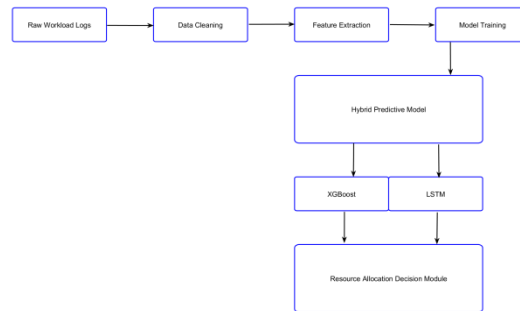 Raw Workload Logs
Data Cleaning
Feature Extraction
Model Training
Hybrid Predictive Model
XGBoost
LSTM
Resource Allocation Decision Module